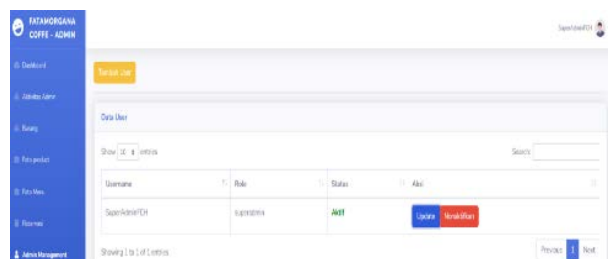 FATAMORGANA
COFFE - ADMIN
SuperAdminFCH
Dashboard
Aktivitas Admin
Barang
Foto product
Foto Menu
Reservasi
Admin Management
Tambah User
Data User
Show 10 entries
Search:
Username Role Status Aksi
SuperAdminFCH superadmin Aktif Update Nonaktifkan
Showing 1 to 1 of 1 entries
Previous 1 Next